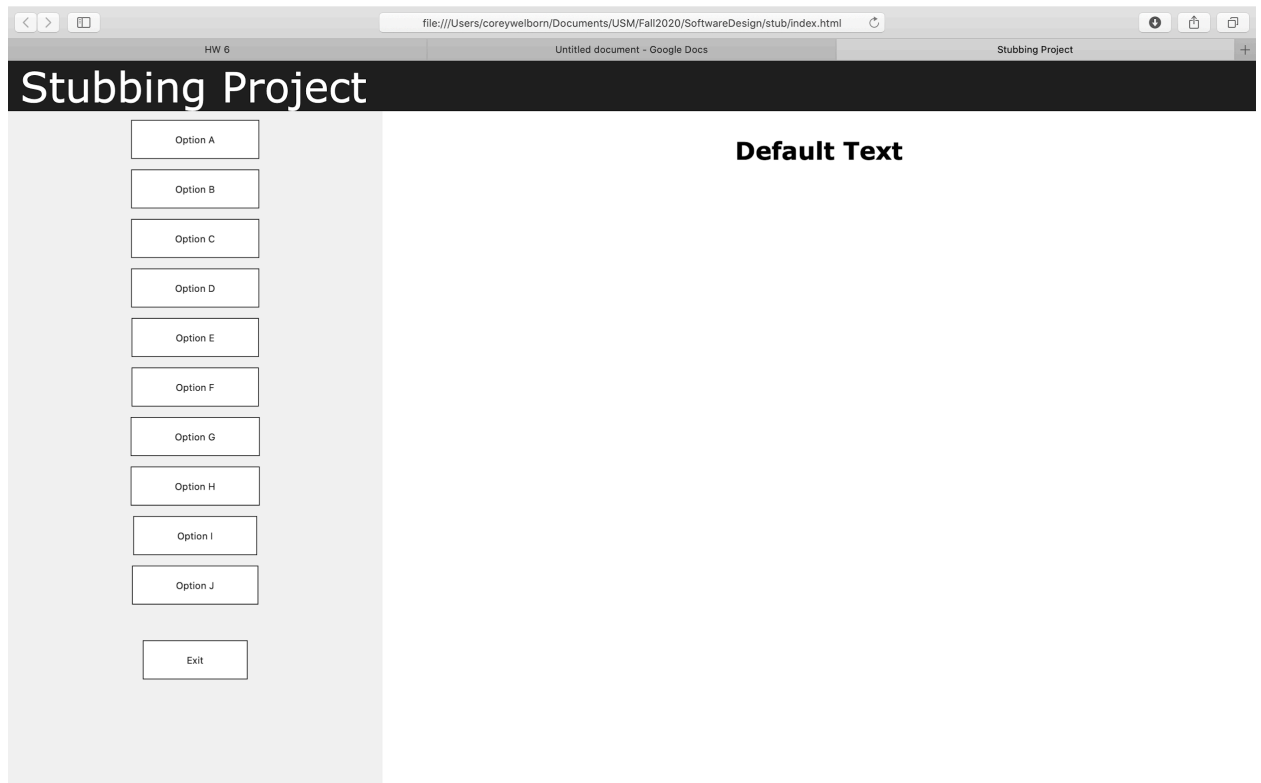 file:///Users/coreywelborn/Documents/USM/Fall2020/SoftwareDesign/stub/index.html
HW 6 Untitled document - Google Docs Stubbing Project
Stubbing Project
Option A
Default Text
Option B
Option C
Option D
Option E
Option F
Option G
Option H
Option I
Option J
Exit